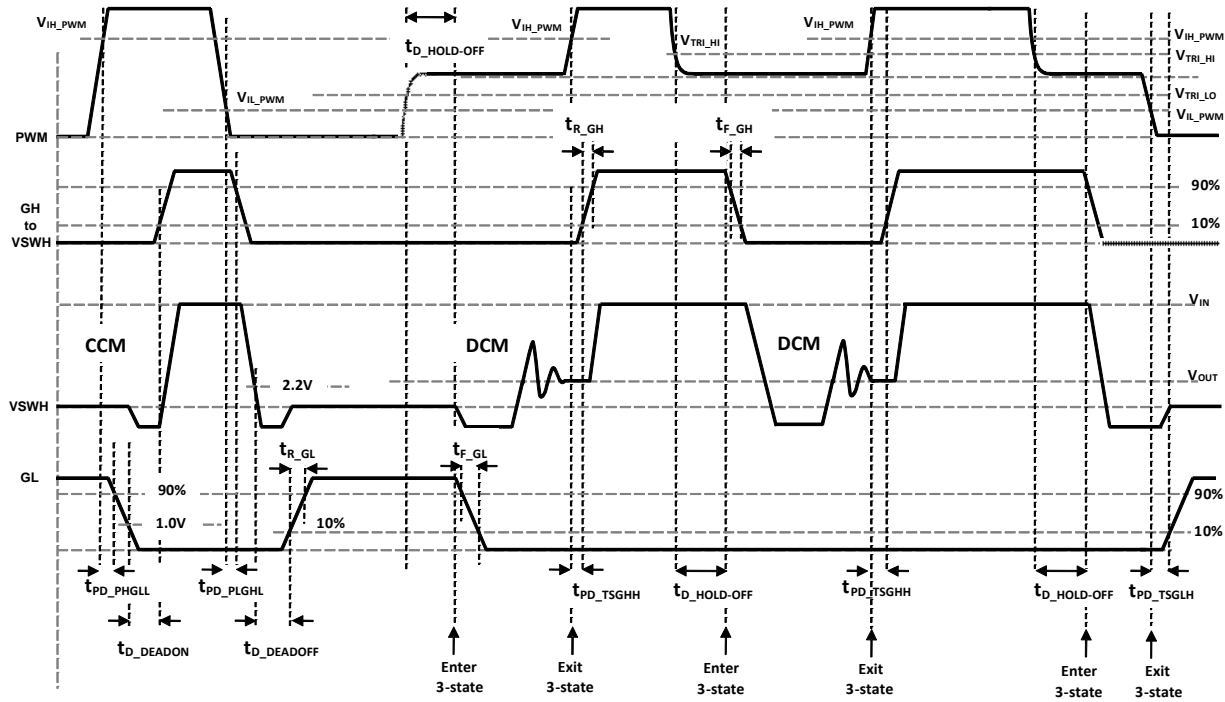 VIH_PWM
tD_HOLD-OFF
VIH_PWM
VTRI_HI
VIH_PWM
VIH_PWM
VTRI_HI
VIL_PWM
VTRI_LO
VIL_PWM
PWM
tR_GH
tF_GH
90%
GH
to
VSWH
10%
VIN
CCM
DCM
DCM
2.2V
VOUT
VSWH
tR_GL
tF_GL
GL
90%
90%
1.0V
10%
10%
tPD_PHGLL
tPD_PLGHL
tPD_TSGHH
tD_HOLD-OFF
tPD_TSGHH
tD_HOLD-OFF
tPD_TSGLH
tD_DEADON
tD_DEADOFF
Enter
3-state
Exit
3-state
Enter
3-state
Exit
3-state
Enter
3-state
Exit
3-state